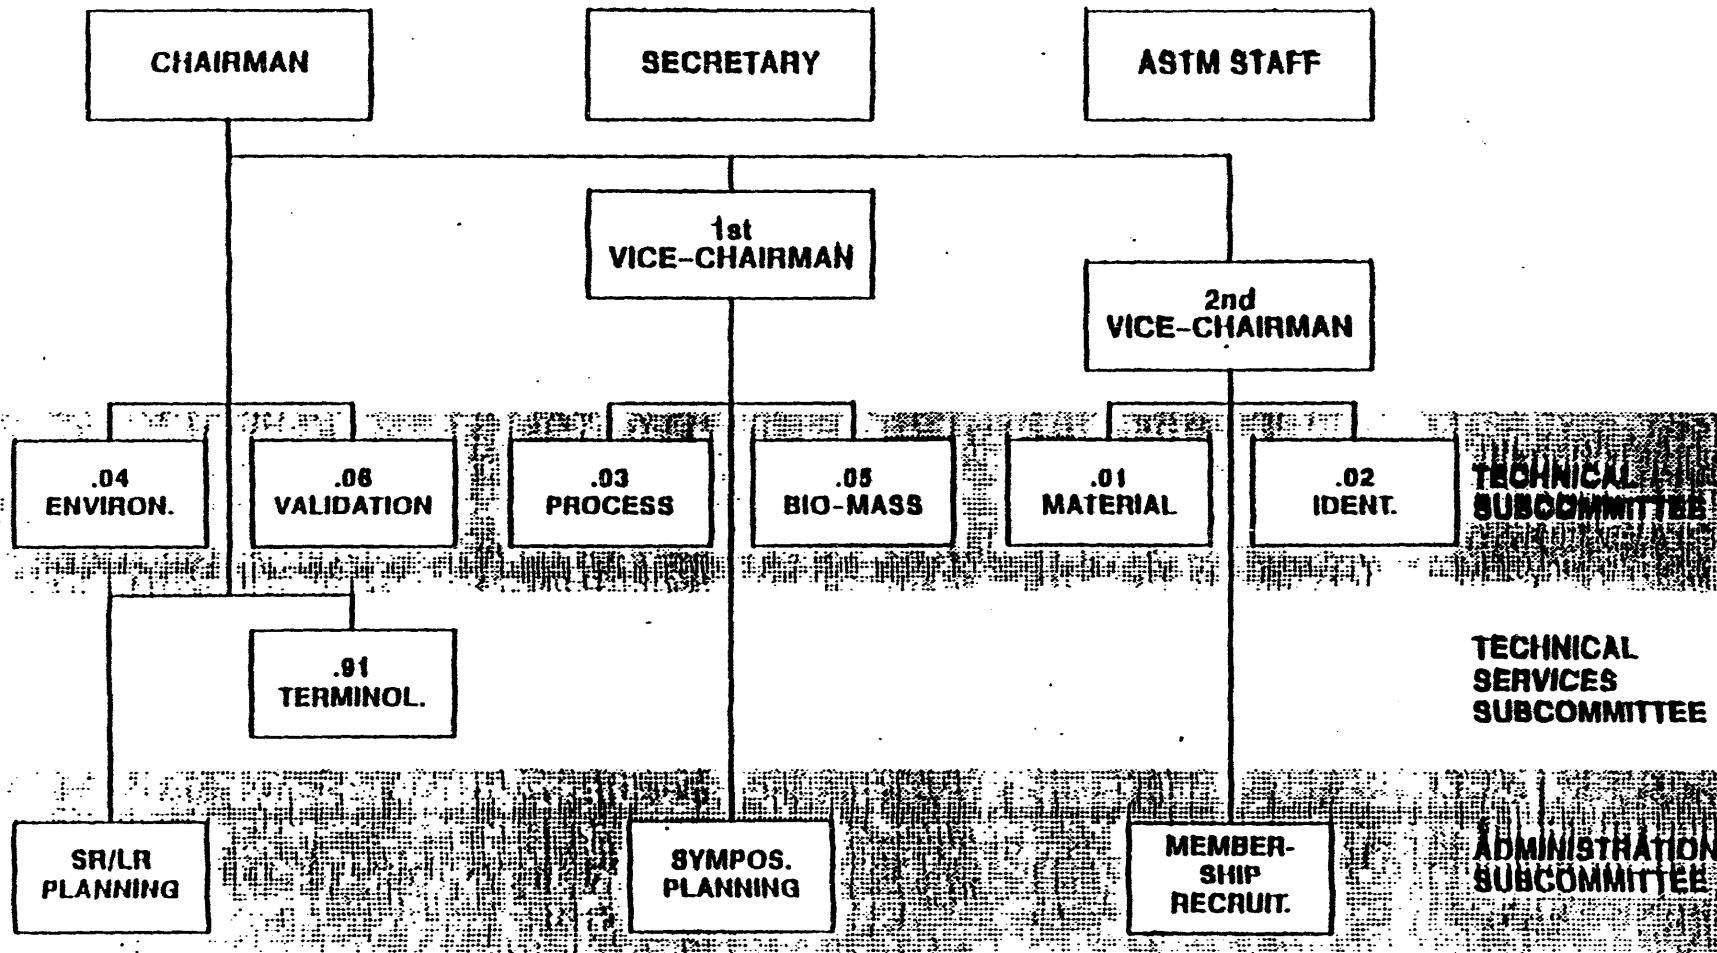 CHAIRMAN
SECRETARY
ASTM STAFF
1st
VICE-CHAIRMAN
2nd
VICE-CHAIRMAN
.04
ENVIRON.
.06
VALIDATION
.03
PROCESS
.05
BIO-MASS
.01
MATERIAL
.02
IDENT.
TECHNICAL
SUBCOMMITTEE
.91
TERMINOL.
TECHNICAL
SERVICES
SUBCOMMITTEE
SR/LR
PLANNING
SYMPOS.
PLANNING
MEMBER-
SHIP
RECRUIT.
ADMINISTRATION
SUBCOMMITTEE